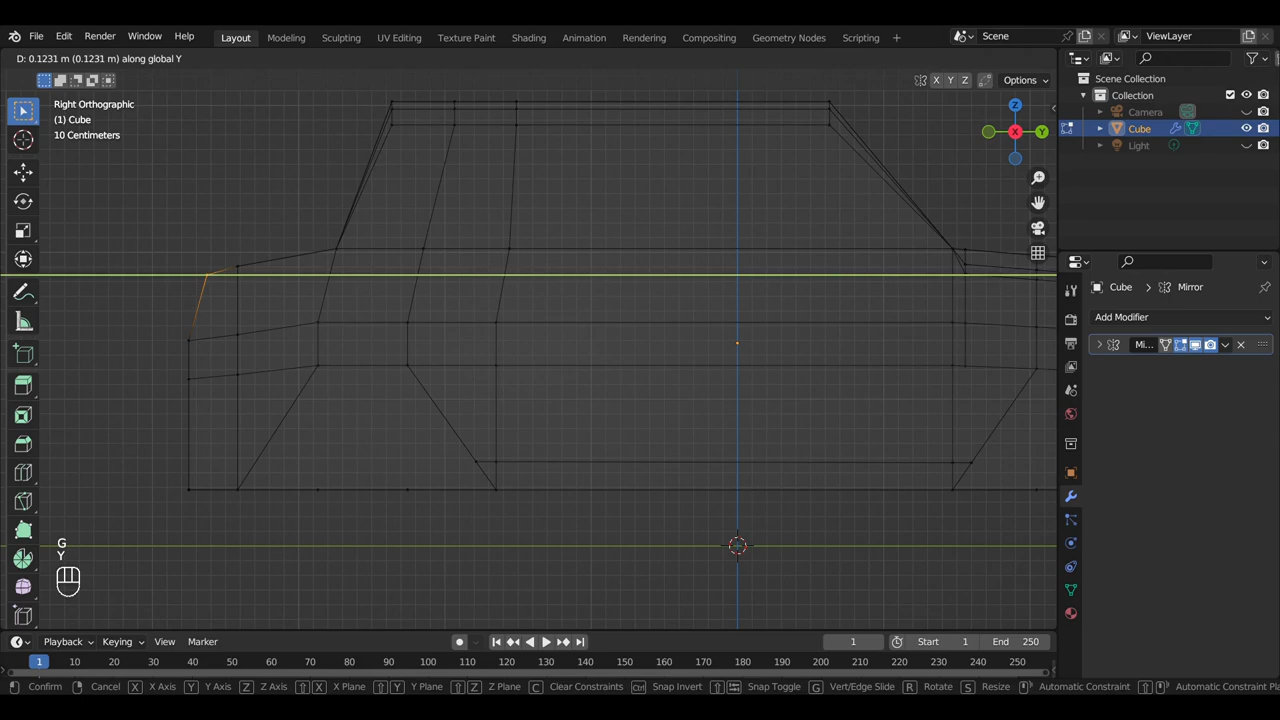 File Edit Render Window Help Layout Modeling Sculpting UV Editing Texture Paint Shading Animation Rendering Compositing Geometry Nodes Scripting + Scene ViewLayer
D: 0.1231 m (0.1231 m) along global Y
X Y Z Options
Right Orthographic
(1) Cube
10 Centimeters
Z
X
Y
Scene Collection
Collection
Camera
Cube
Light
Cube > Mirror
Add Modifier
Mi...
G
Y
Playback Keying View Marker 1 Start 1 End 250
1 10 20 30 40 50 60 70 80 90 100 110 120 130 140 150 160 170 180 190 200 210 220 230 240 250
Confirm Cancel X X Axis Y Y Axis Z Z Axis X X Plane Y Y Plane Z Z Plane C Clear Constraints Ctrl Snap Invert Snap Toggle G Vert/Edge Slide R Rotate S Resize Automatic Constraint Automatic Constraint Pla